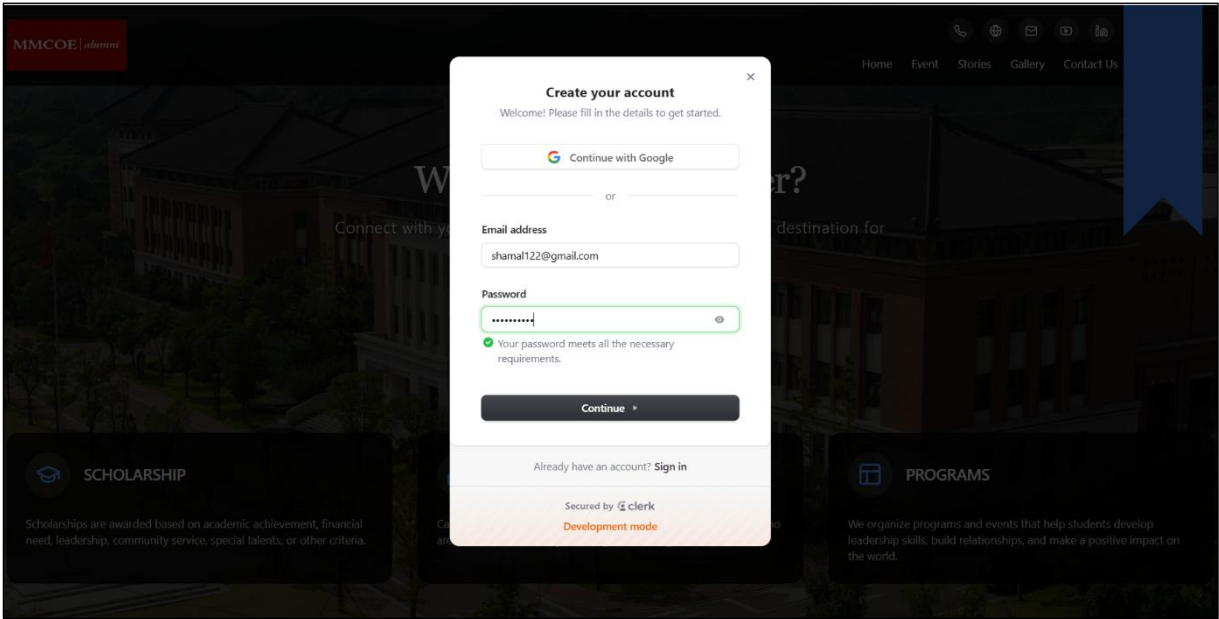 MMCOE alumni
Home Event Stories Gallery Contact Us
Create your account
Welcome! Please fill in the details to get started.
Continue with Google
or
Email address
shamal122@gmail.com
Password
••••••••••
Your password meets all the necessary
requirements.
Continue
Already have an account? Sign in
Secured by clerk
Development mode
W
r?
Connect with
destination for
SCHOLARSHIP
Scholarships are awarded based on academic achievement, financial
need, leadership, community service, special talents, or other criteria.
PROGRAMS
We organize programs and events that help students develop
leadership skills, build relationships, and make a positive impact on
the world.